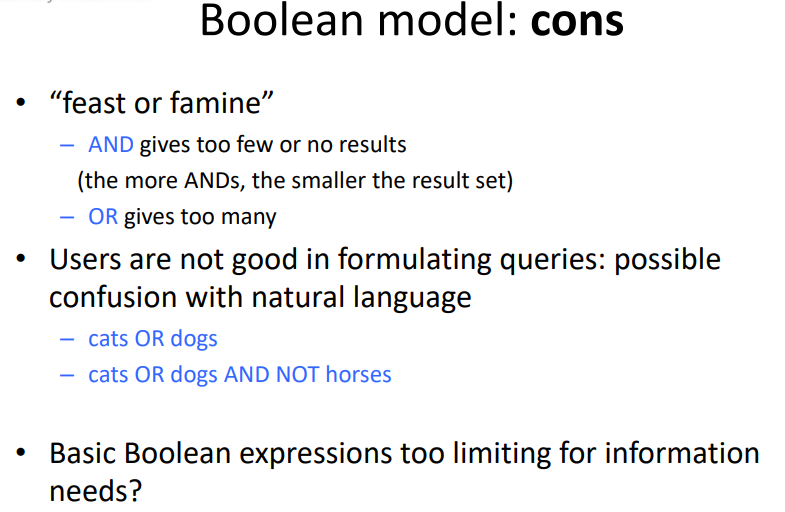 Boolean model: cons
• “feast or famine”
– AND gives too few or no results
(the more ANDs, the smaller the result set)
– OR gives too many
• Users are not good in formulating queries: possible
confusion with natural language
– cats OR dogs
– cats OR dogs AND NOT horses
• Basic Boolean expressions too limiting for information
needs?